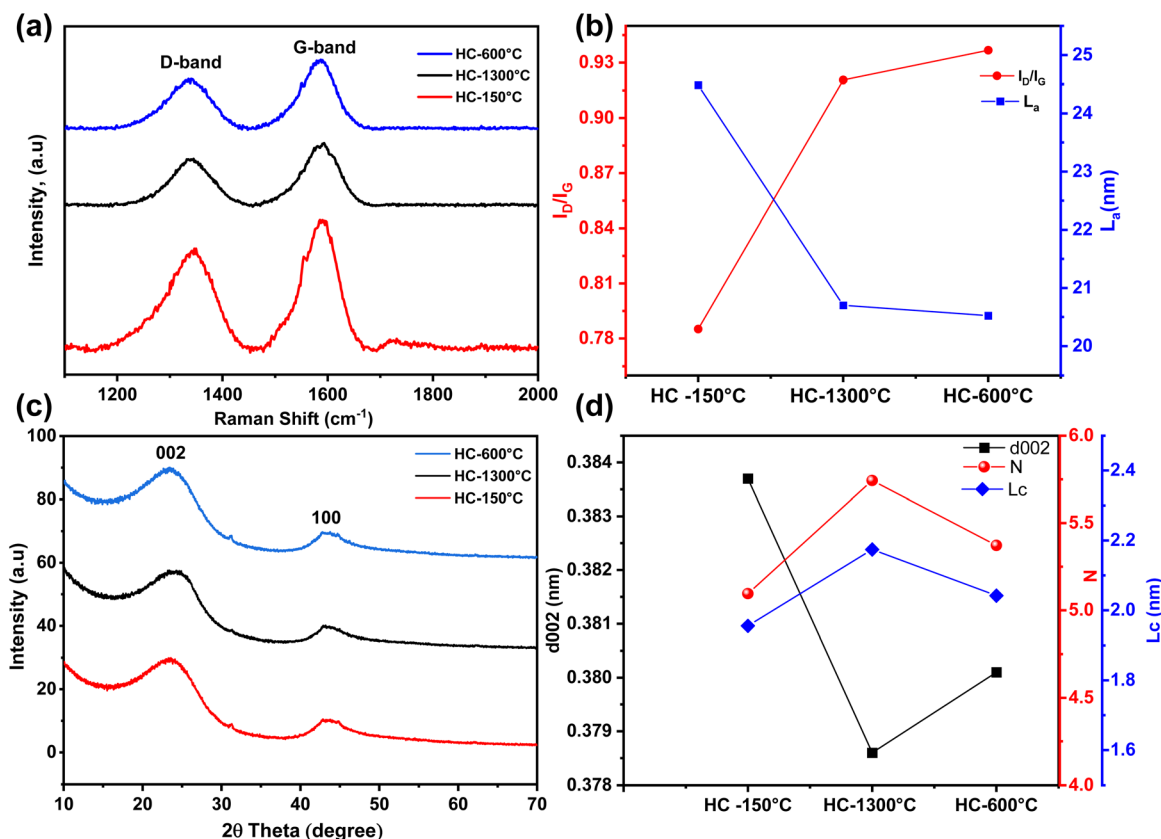 (a)
D-band
G-band
HC-600°C
HC-1300°C
HC-150°C
Intensity, (a.u)
1200
1400
1600
1800
2000
Raman Shift (cm⁻¹)
(b)
I_D/I_G
L_a
0.93
0.90
0.87
0.84
0.81
0.78
I_D/I_G
25
24
23
22
21
20
L_a(nm)
HC -150°C
HC-1300°C
HC-600°C
(c)
002
100
HC-600°C
HC-1300°C
HC-150°C
100
80
60
40
20
0
Intensity (a.u)
10
20
30
40
50
60
70
2θ Theta (degree)
(d)
d002
N
Lc
0.384
0.383
0.382
0.381
0.380
0.379
0.378
d002 (nm)
6.0
5.5
5.0
4.5
4.0
N
2.4
2.2
2.0
1.8
1.6
Lc (nm)
HC -150°C
HC-1300°C
HC-600°C